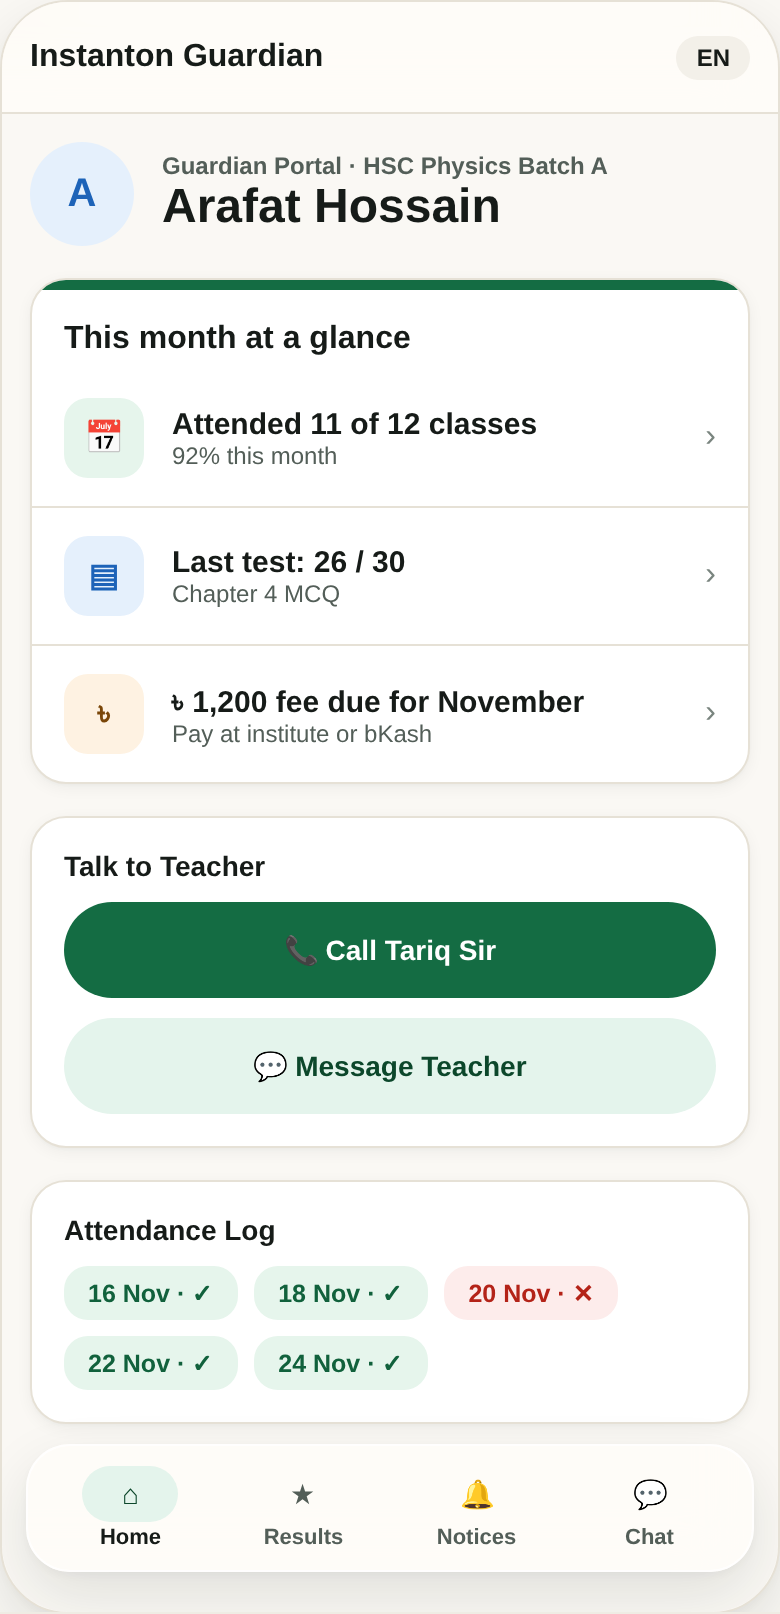 Instanton Guardian
EN
A
Guardian Portal · HSC Physics Batch A
Arafat Hossain
This month at a glance
July
17
Attended 11 of 12 classes
92% this month
›
Last test: 26 / 30
Chapter 4 MCQ
›
৳
৳ 1,200 fee due for November
Pay at institute or bKash
›
Talk to Teacher
📞 Call Tariq Sir
💬 Message Teacher
Attendance Log
16 Nov · ✓
18 Nov · ✓
20 Nov · ✕
22 Nov · ✓
24 Nov · ✓
Home
Results
Notices
Chat